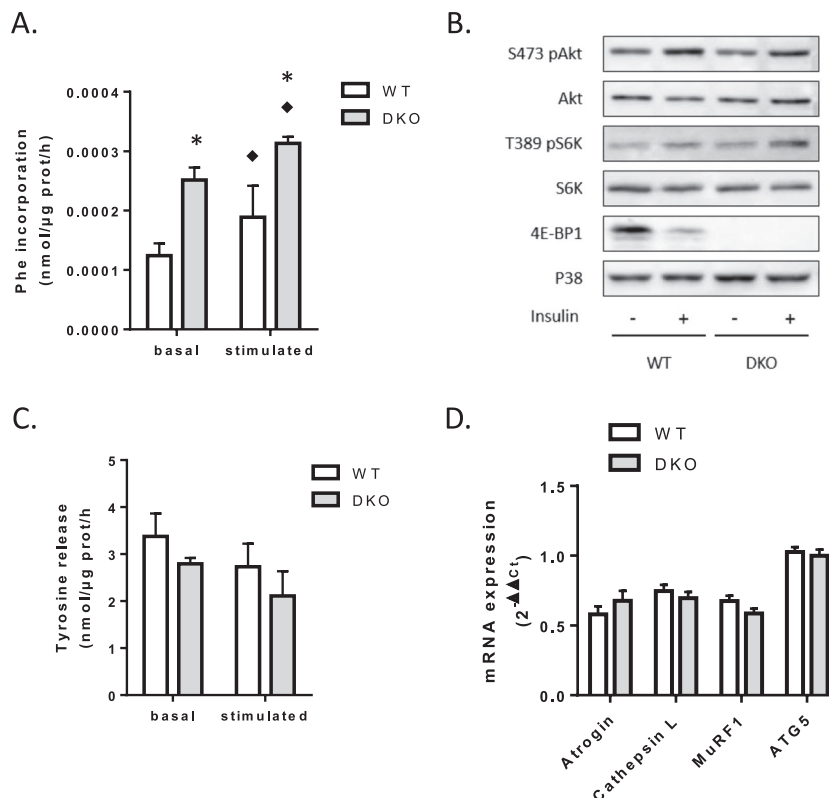 A.
Phe incorporation
(nmol/µg prot/h)
0.0004
0.0003
0.0002
0.0001
0.0000
*
*
basal stimulated
WT
DKO
B.
S473 pAkt
Akt
T389 pS6K
S6K
4E-BP1
P38
Insulin - + - +
WT DKO
C.
Tyrosine release
(nmol/µg prot/h)
5
4
3
2
1
0
basal stimulated
WT
DKO
D.
WT
DKO
mRNA expression
(2-▲▲Ct)
1.5
1.0
0.5
0.0
Atrogin
Cathepsin L
MuRF1
ATG5